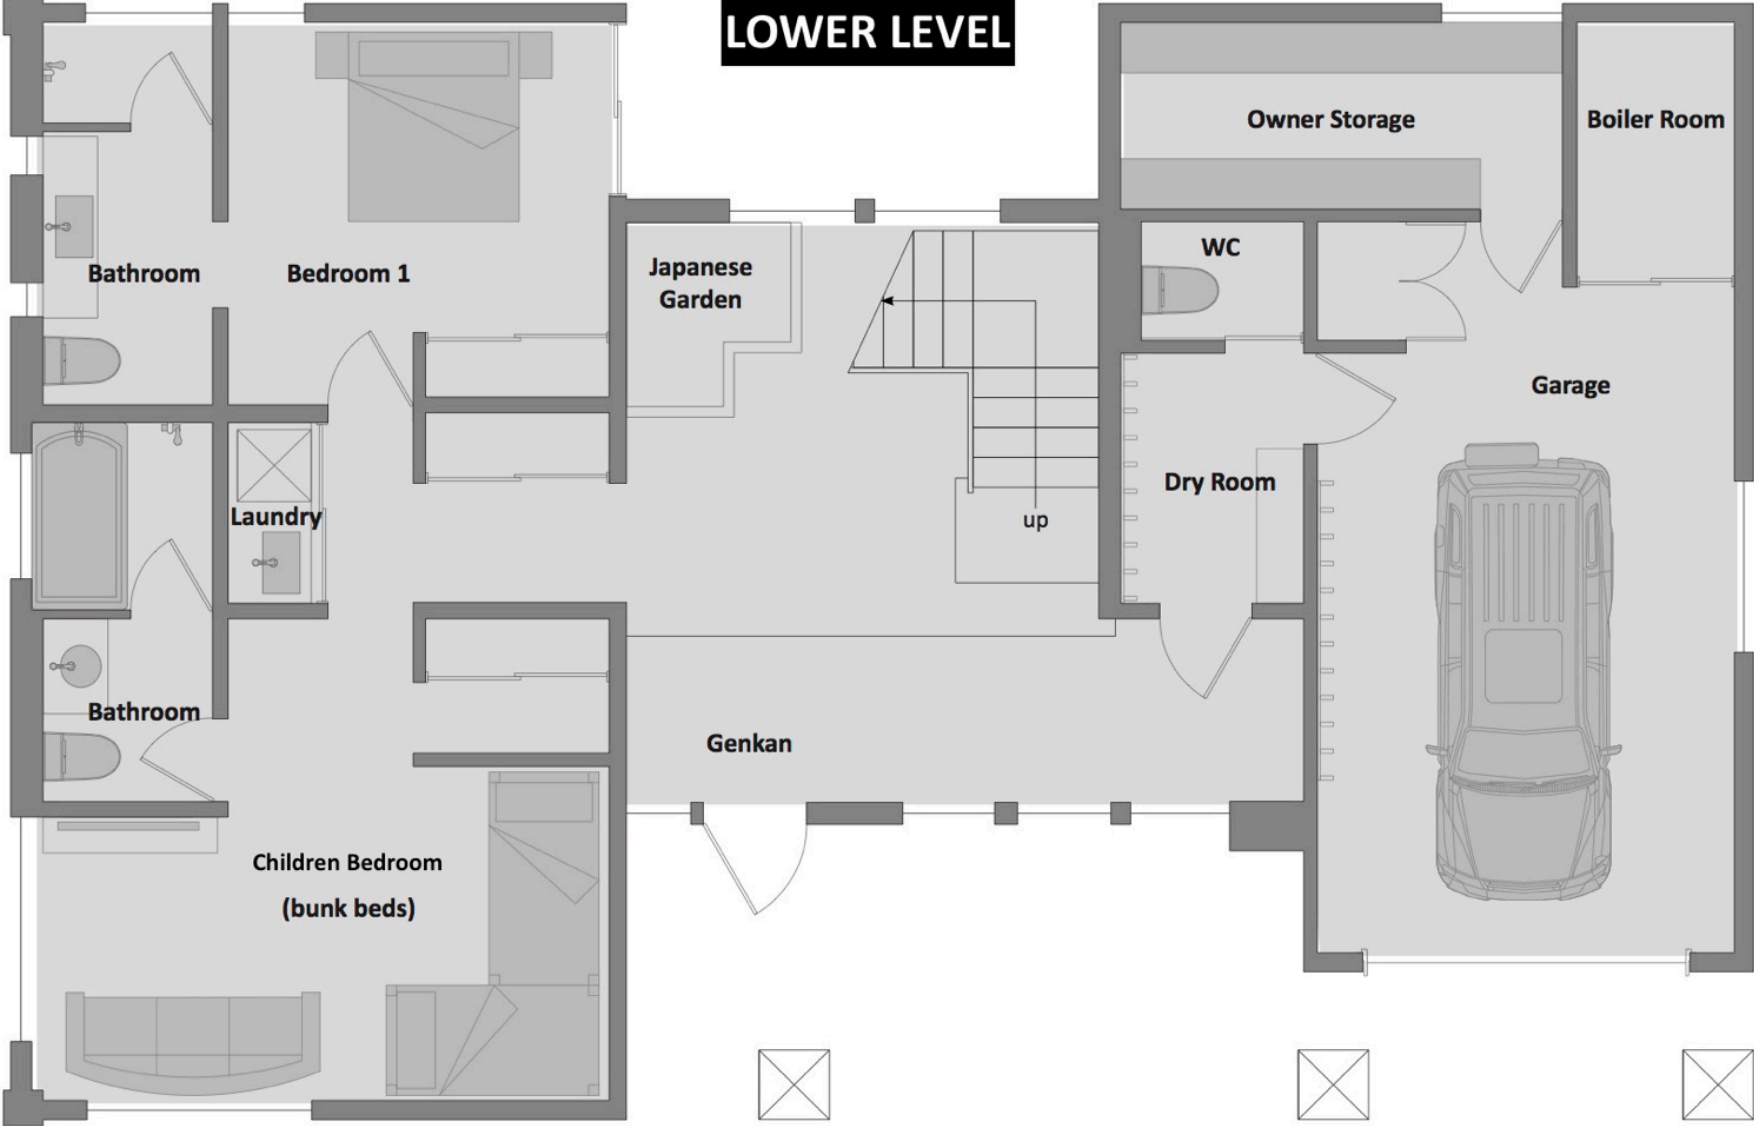 LOWER LEVEL
Owner Storage
Boiler Room
WC
Japanese
Garden
Bathroom
Bedroom 1
Garage
Dry Room
Laundry
up
Bathroom
Genkan
Children Bedroom
(bunk beds)